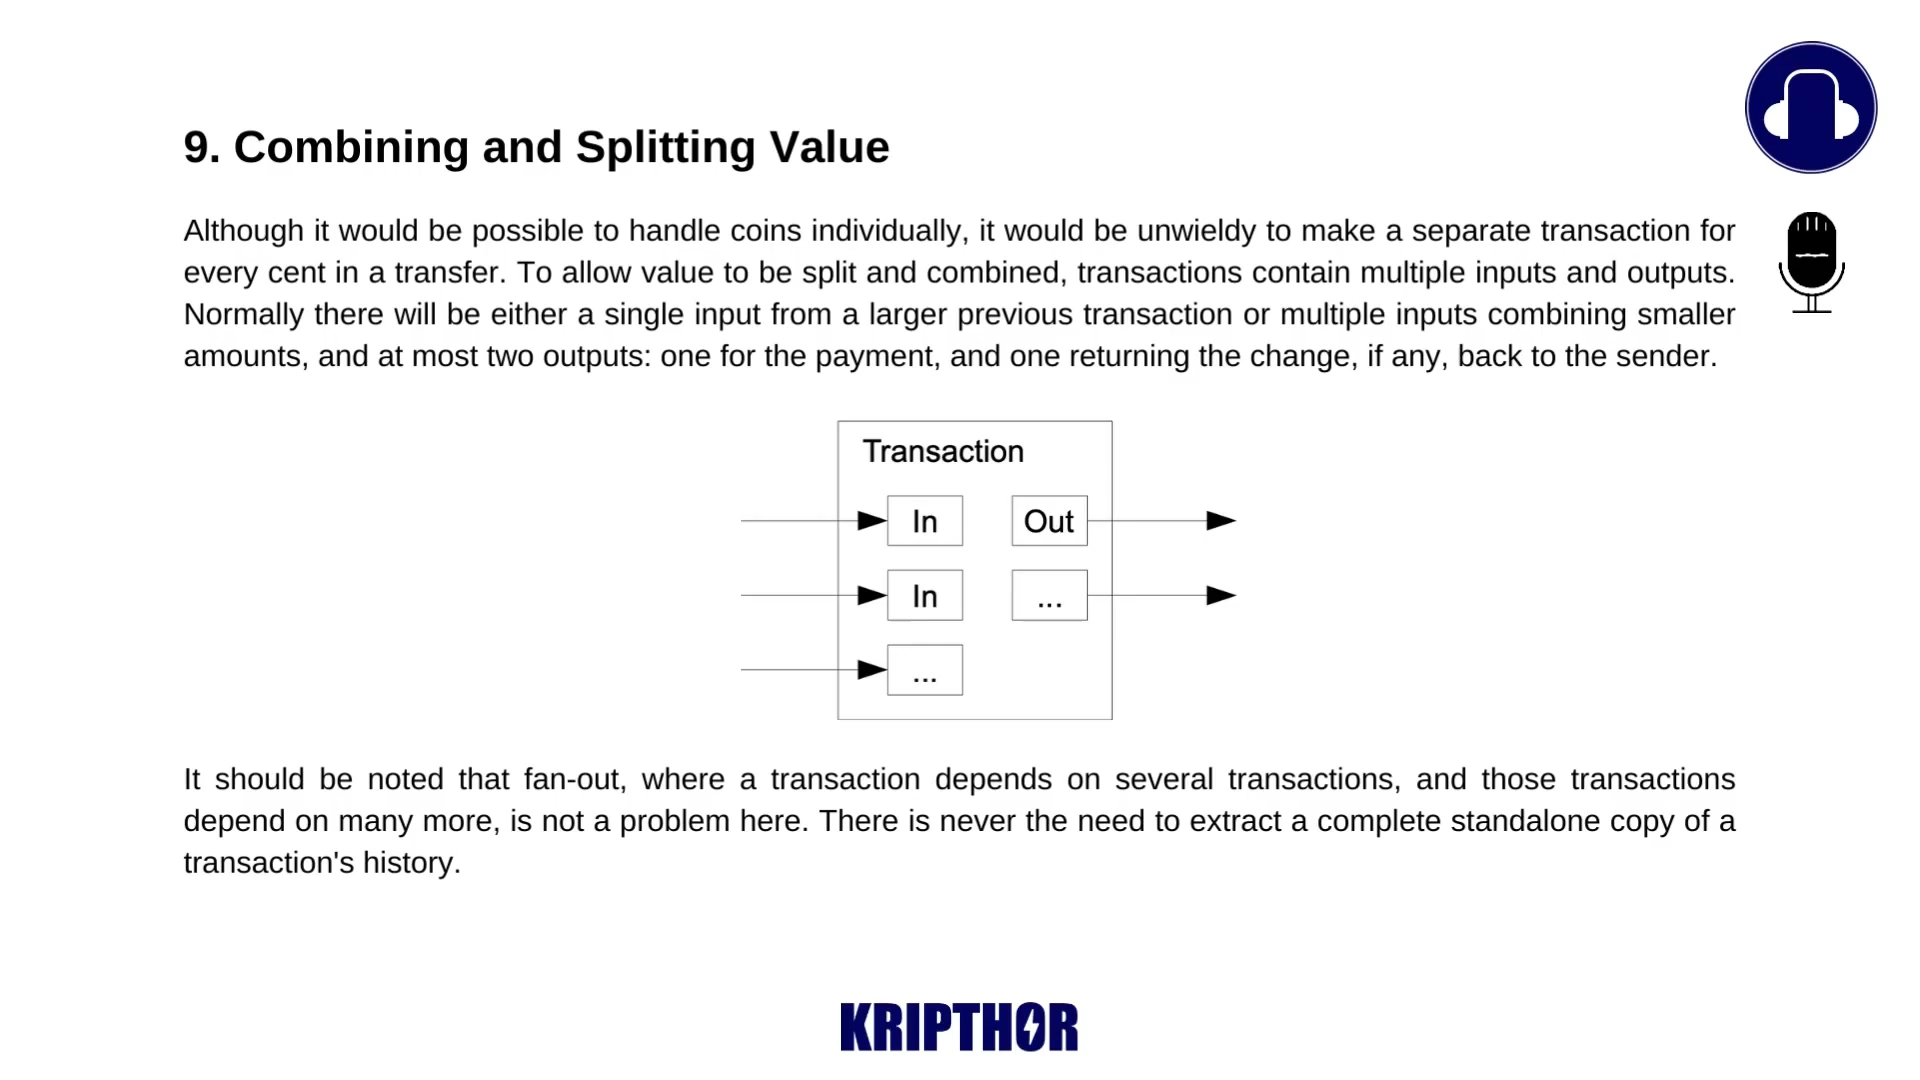 9. Combining and Splitting Value
Although it would be possible to handle coins individually, it would be unwieldy to make a separate transaction for
every cent in a transfer. To allow value to be split and combined, transactions contain multiple inputs and outputs.
Normally there will be either a single input from a larger previous transaction or multiple inputs combining smaller
amounts, and at most two outputs: one for the payment, and one returning the change, if any, back to the sender.
Transaction
In
Out
In
...
...
It should be noted that fan-out, where a transaction depends on several transactions, and those transactions
depend on many more, is not a problem here. There is never the need to extract a complete standalone copy of a
transaction's history.
KRIPTHOR